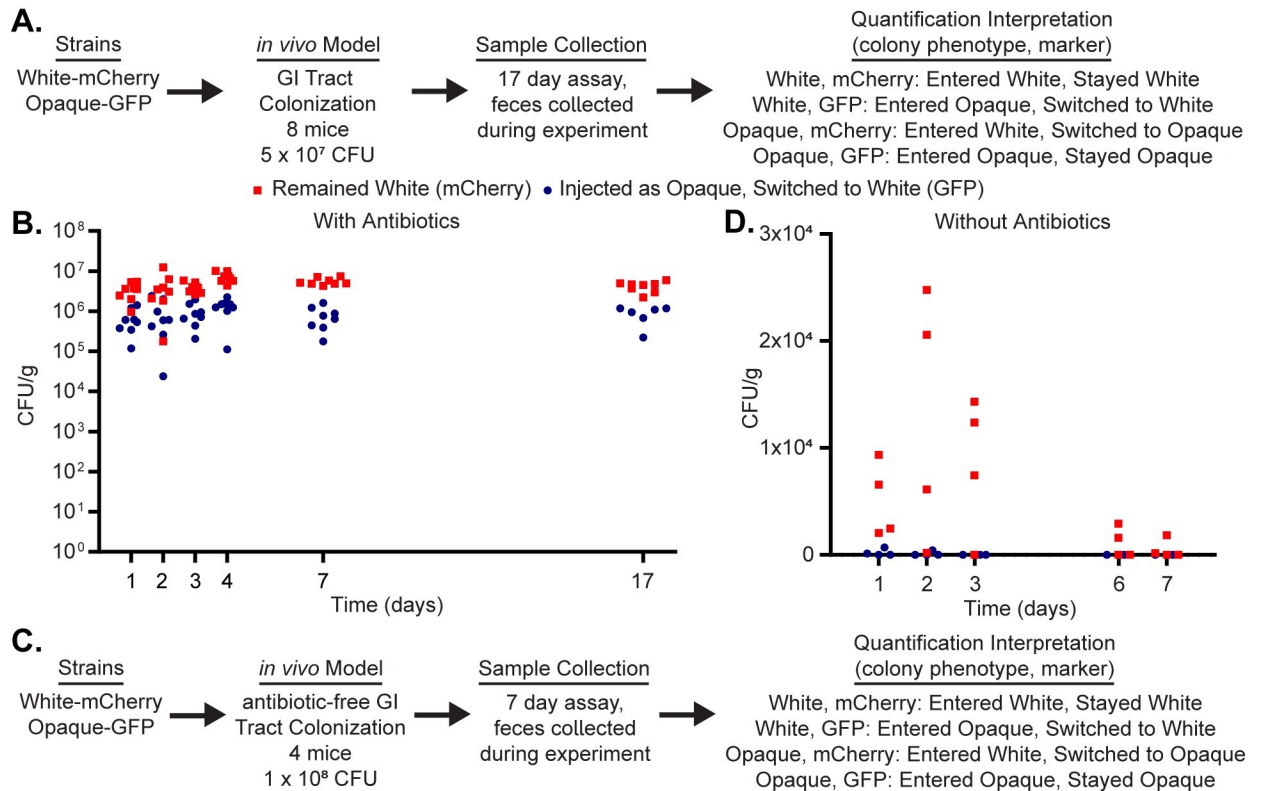 A.
Strains
White-mCherry
Opaque-GFP
in vivo Model
GI Tract
Colonization
8 mice
5 x 10⁷ CFU
Sample Collection
17 day assay,
feces collected
during experiment
Quantification Interpretation
(colony phenotype, marker)
White, mCherry: Entered White, Stayed White
White, GFP: Entered Opaque, Switched to White
Opaque, mCherry: Entered White, Switched to Opaque
Opaque, GFP: Entered Opaque, Stayed Opaque
Remained White (mCherry) Injected as Opaque, Switched to White (GFP)
B.
With Antibiotics
CFU/g
10⁸
10⁷
10⁶
10⁵
10⁴
10³
10²
10¹
10⁰
1 2 3 4 7 17
Time (days)
D.
Without Antibiotics
CFU/g
3x10⁴
2x10⁴
1x10⁴
0
1 2 3 6 7
Time (days)
C.
Strains
White-mCherry
Opaque-GFP
in vivo Model
antibiotic-free GI
Tract Colonization
4 mice
1 x 10⁸ CFU
Sample Collection
7 day assay,
feces collected
during experiment
Quantification Interpretation
(colony phenotype, marker)
White, mCherry: Entered White, Stayed White
White, GFP: Entered Opaque, Switched to White
Opaque, mCherry: Entered White, Switched to Opaque
Opaque, GFP: Entered Opaque, Stayed Opaque